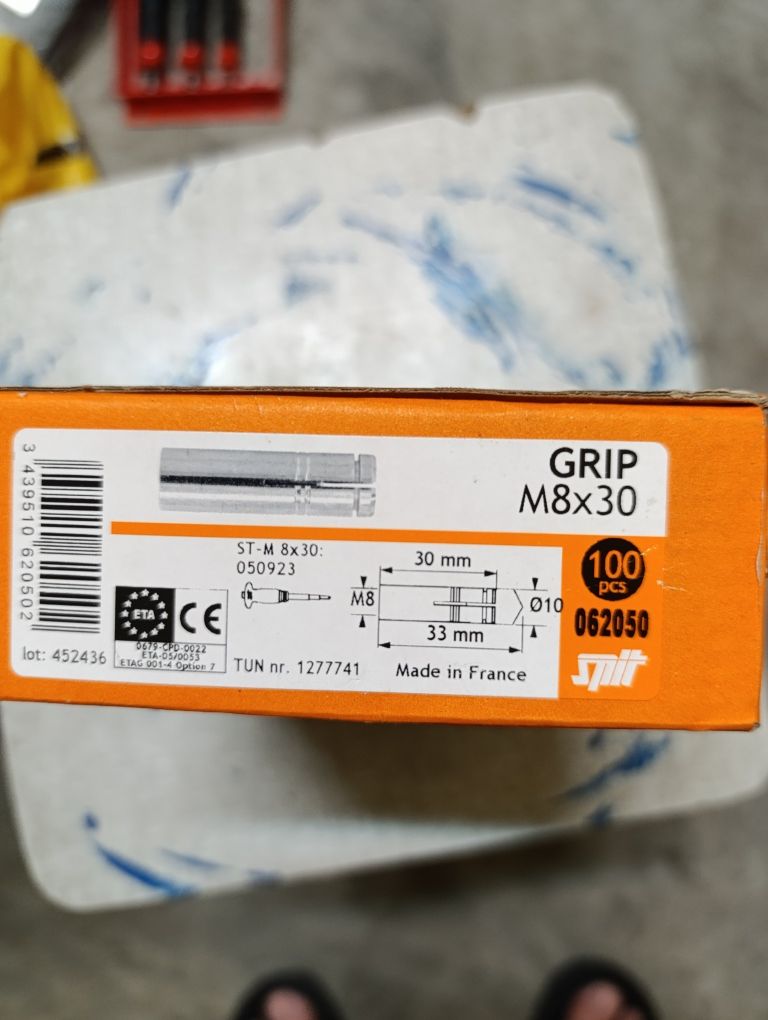 3 439510 620502
lot: 452436
GRIP
M8x30
ST-M 8x30:
050923
ETA
CE
0679-CPD-0022
ETA-05/0053
ETAG 001-4 Option 7
TUN nr. 1277741
30 mm
M8
Ø10
33 mm
Made in France
100
pcs
062050
spit